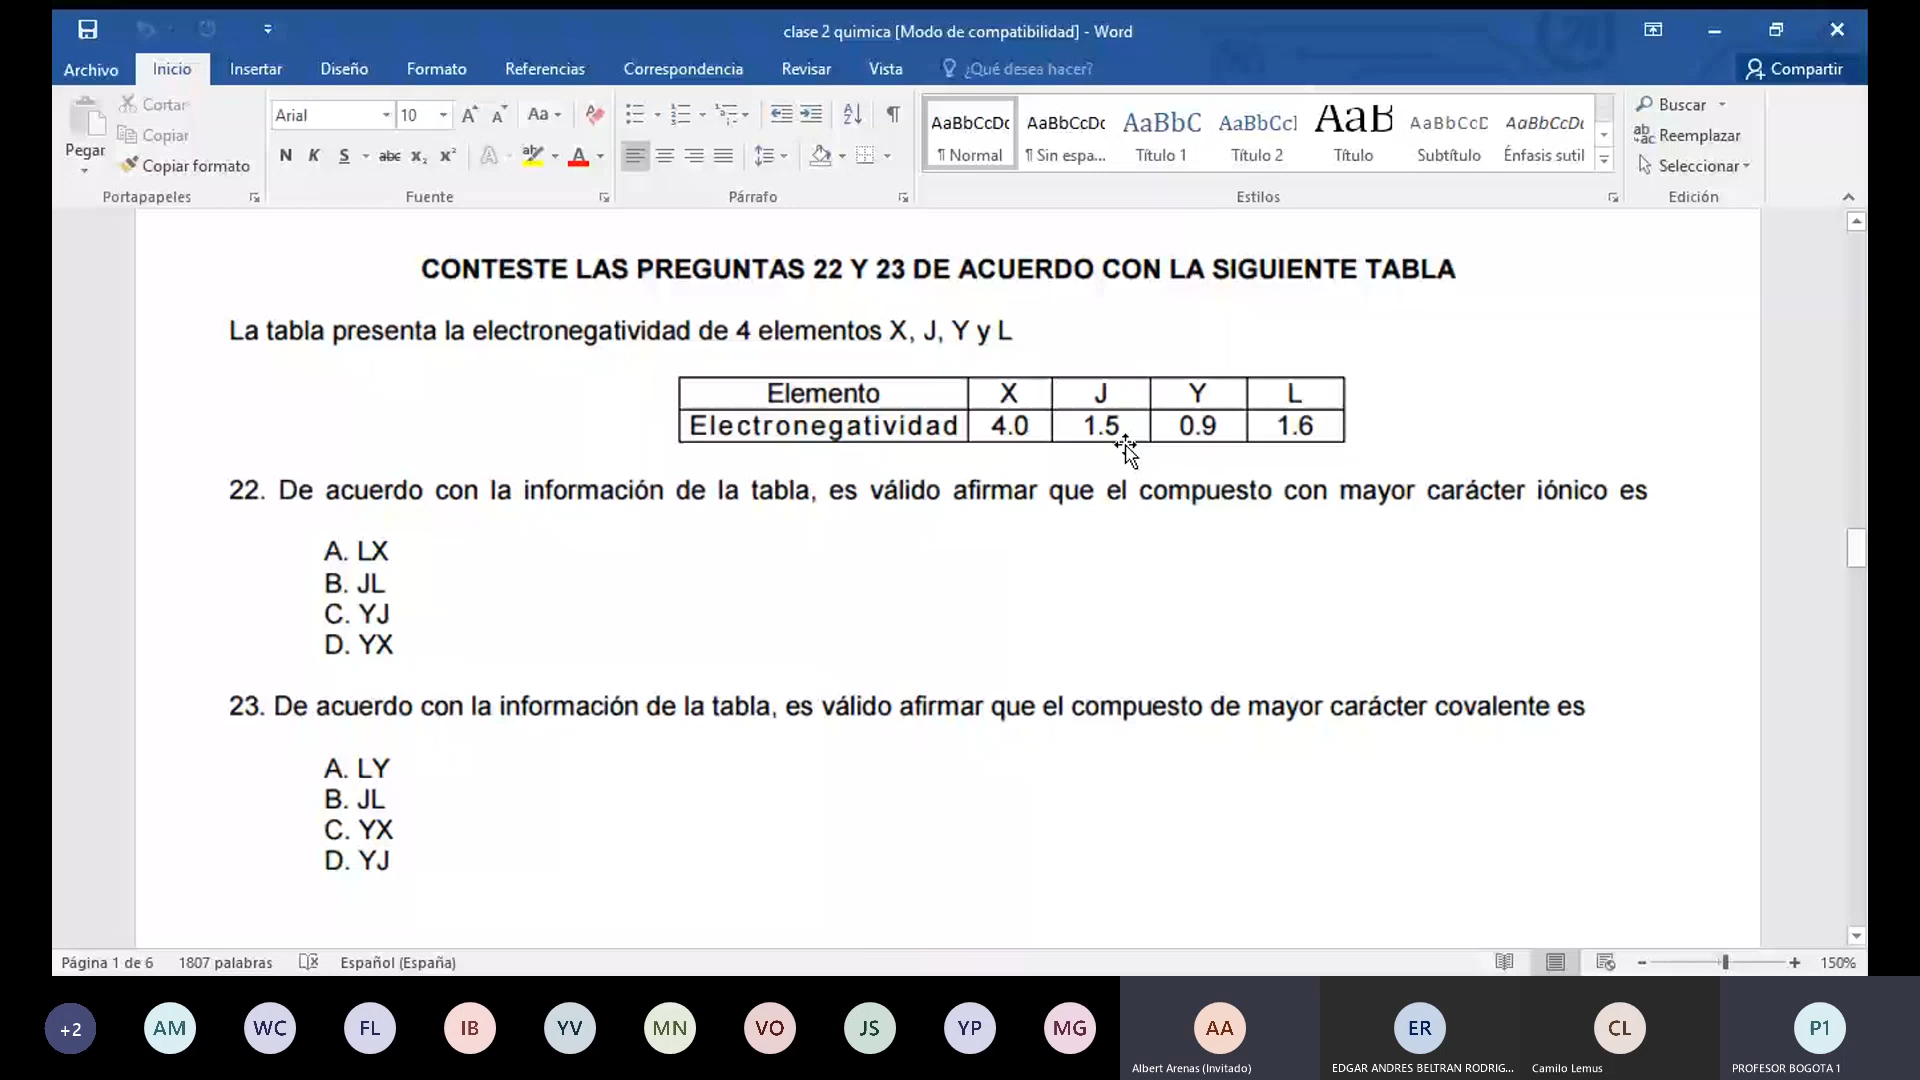 clase 2 quimica [Modo de compatibilidad] - Word
Archivo Inicio Insertar Diseño Formato Referencias Correspondencia Revisar Vista ¿Qué desea hacer? Compartir
Pegar
Cortar
Copiar
Copiar formato
Portapapeles
Arial 10
Aa
N K S abc x₂ x² A A
Fuente
Párrafo
AaBbCcDc AaBbCcDc AaBbC AaBbCcl AaB AaBbCcD AaBbCcDt
¶ Normal ¶ Sin espa... Título 1 Título 2 Título Subtítulo Énfasis sutil
Estilos
Buscar
Reemplazar
Seleccionar
Edición
CONTESTE LAS PREGUNTAS 22 Y 23 DE ACUERDO CON LA SIGUIENTE TABLA
La tabla presenta la electronegatividad de 4 elementos X, J, Y y L
Elemento X J Y L
Electronegatividad 4.0 1.5 0.9 1.6
22. De acuerdo con la información de la tabla, es válido afirmar que el compuesto con mayor carácter iónico es
A. LX
B. JL
C. YJ
D. YX
23. De acuerdo con la información de la tabla, es válido afirmar que el compuesto de mayor carácter covalente es
A. LY
B. JL
C. YX
D. YJ
Página 1 de 6 1807 palabras Español (España) 150%
+2 AM WC FL IB YV MN VO JS YP MG AA ER CL P1
Albert Arenas (Invitado) EDGAR ANDRES BELTRAN RODRIG... Camilo Lemus PROFESOR BOGOTA 1